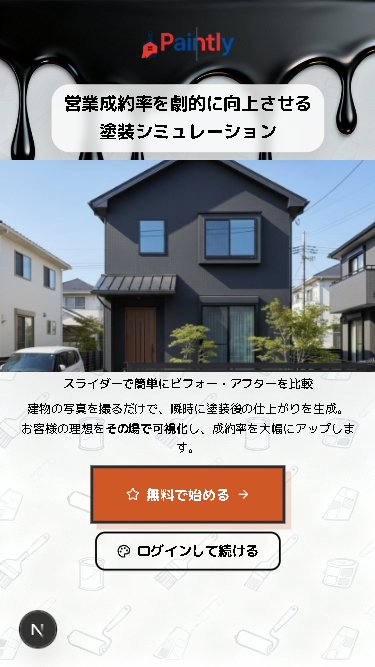 Paintly
営業成約率を劇的に向上させる
塗装シミュレーション
スライダーで簡単にビフォー・アフターを比較
建物の写真を撮るだけで、瞬時に塗装後の仕上がりを生成。
お客様の理想をその場で可視化し、成約率を大幅にアップしま
す。
無料で始める
ログインして続ける
N